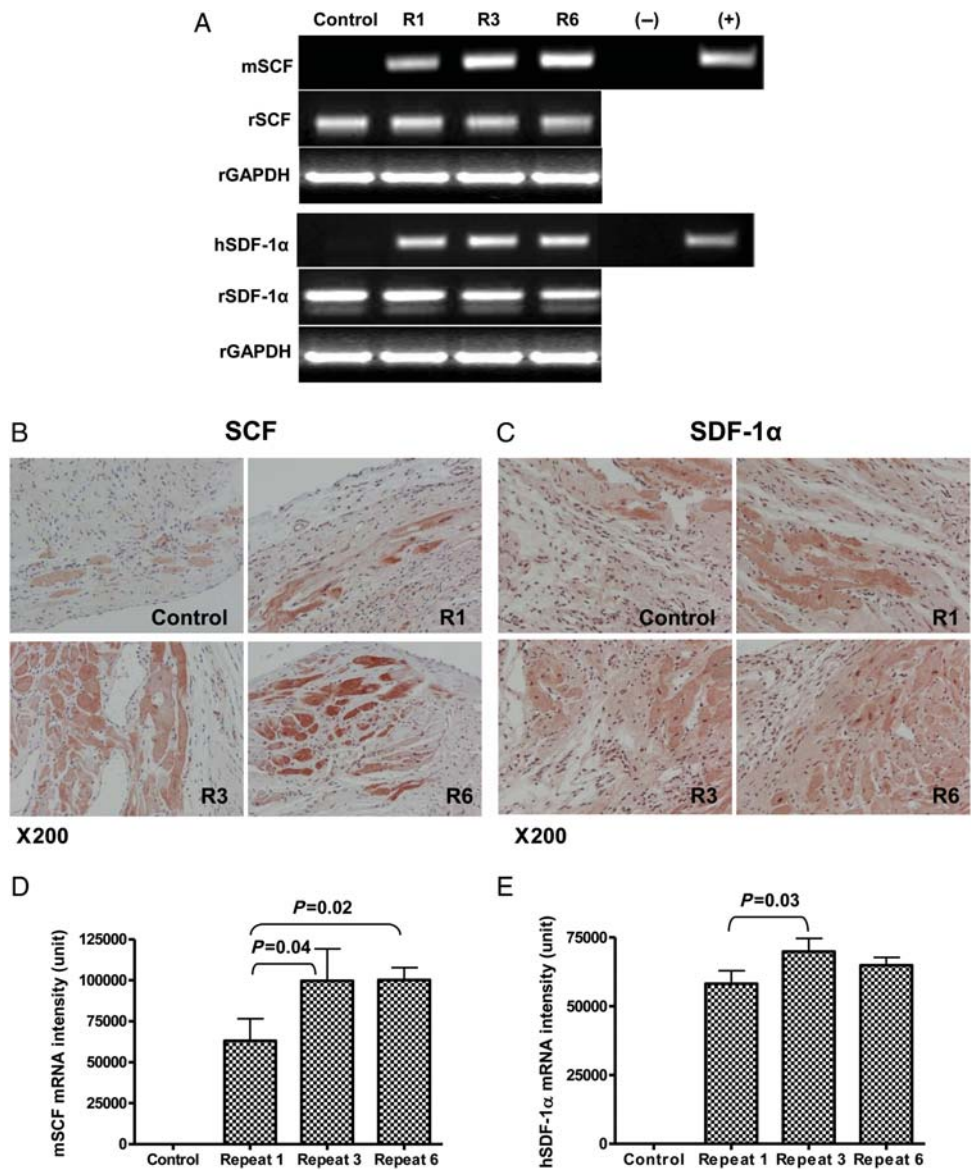 A
Control R1 R3 R6 (–) (+)
mSCF
rSCF
rGAPDH
hSDF-1α
rSDF-1α
rGAPDH
B SCF
Control R1
R3 R6
X200
C SDF-1α
Control R1
R3 R6
X200
D
mSCF mRNA intensity (unit)
P=0.02
P=0.04
125000
100000
75000
50000
25000
0
Control Repeat 1 Repeat 3 Repeat 6
E
hSDF-1α mRNA intensity (unit)
P=0.03
75000
50000
25000
0
Control Repeat 1 Repeat 3 Repeat 6